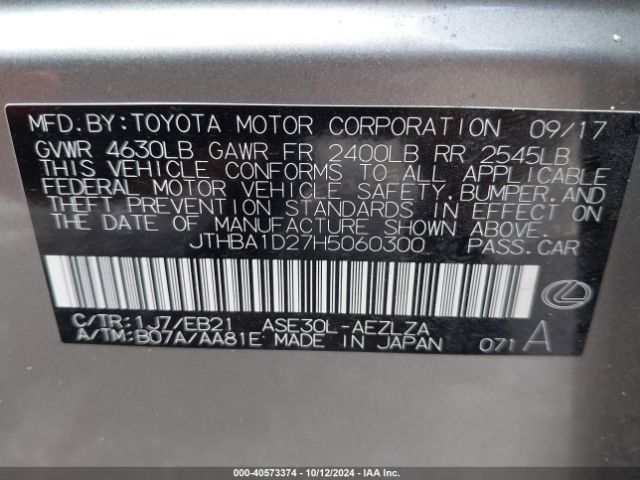 MFD.BY:TOYOTA MOTOR CORPORATION 09/17
GVWR 4630LB GAWR FR 2400LB RR 2545LB
THIS VEHICLE CONFORMS TO ALL APPLICABLE
FEDERAL MOTOR VEHICLE SAFETY,BUMPER,AND
THEFT PREVENTION STANDARDS IN EFFECT ON
THE DATE OF MANUFACTURE SHOWN ABOVE.
JTHBA1D27H5060300 PASS.CAR
C/TR:1J7/EB21 ASE30L-AEZLZA
A/TM:B07A/AA81E MADE IN JAPAN 071 A
000-40573374 | 10/12/2024 | IAAI.COM